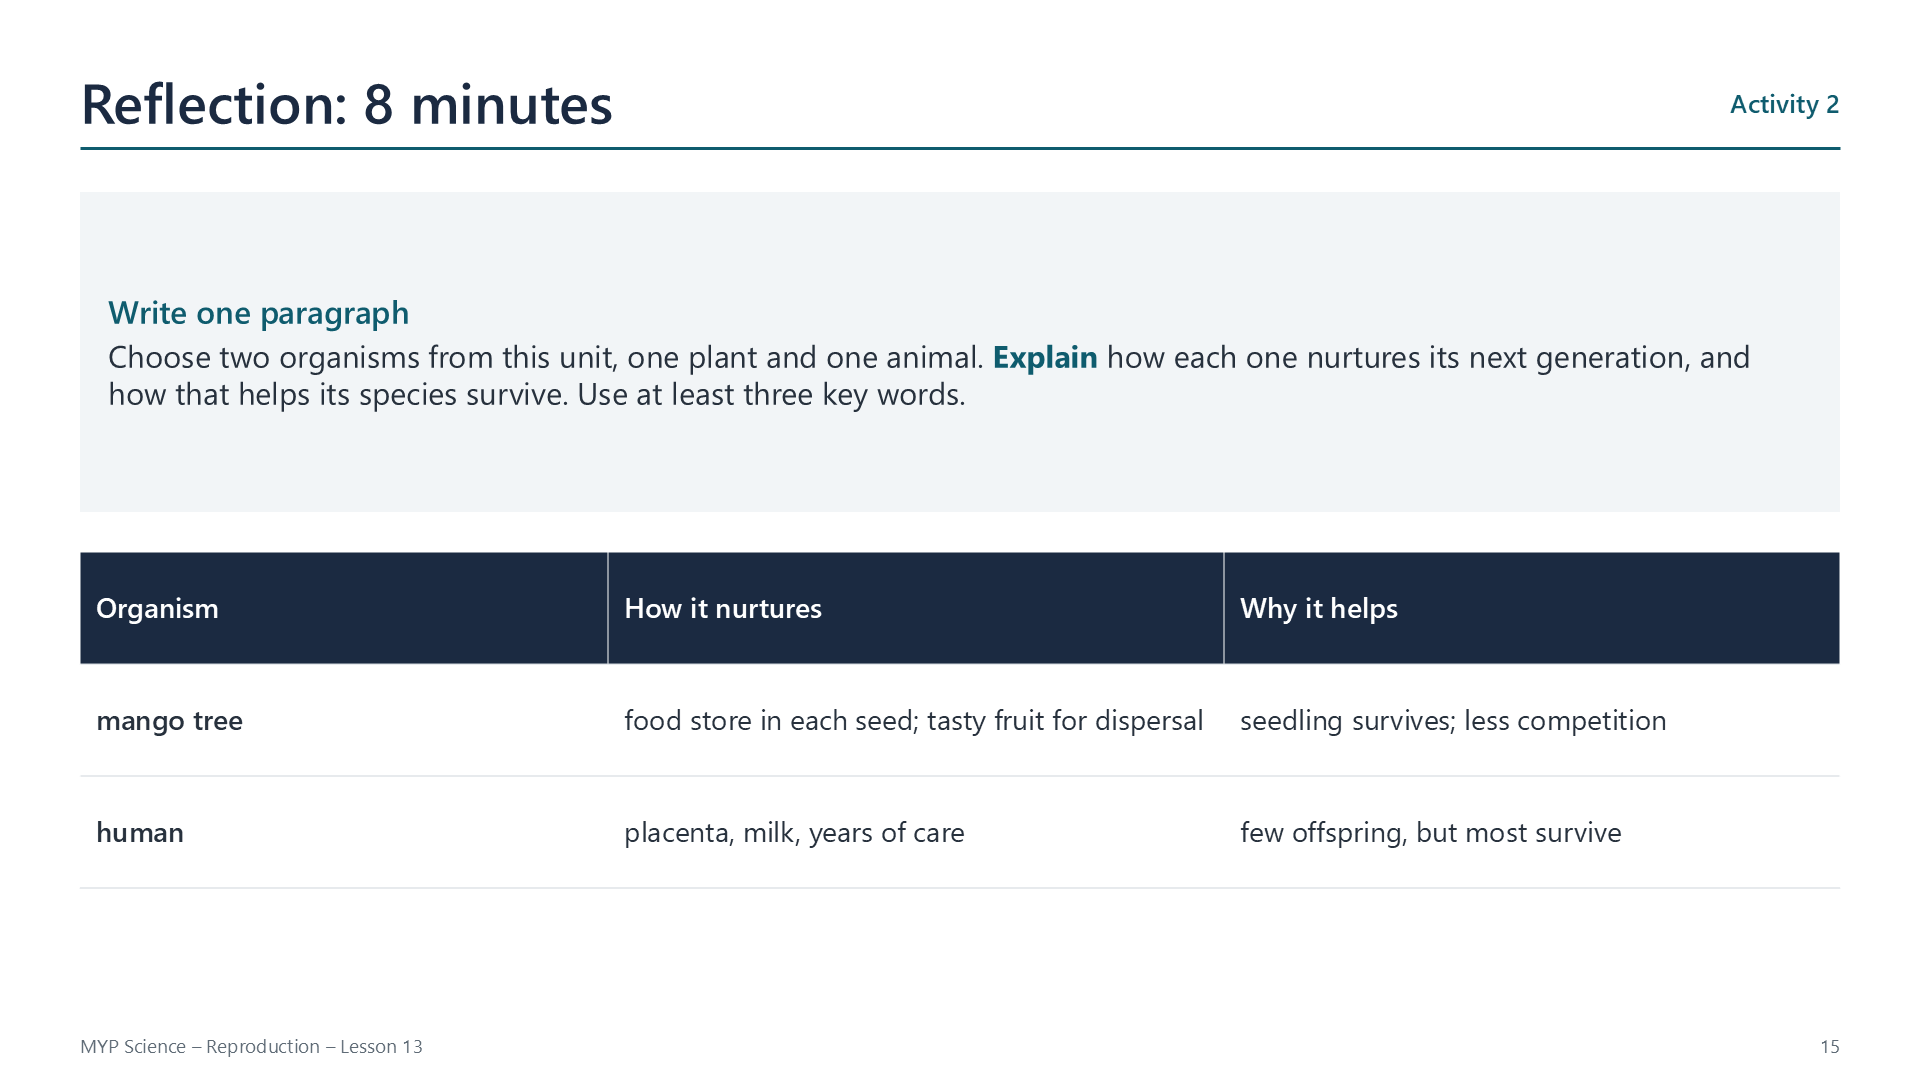 Reflection: 8 minutes
Activity 2
Write one paragraph
Choose two organisms from this unit, one plant and one animal. Explain how each one nurtures its next generation, and
how that helps its species survive. Use at least three key words.
Organism
How it nurtures
Why it helps
mango tree
food store in each seed; tasty fruit for dispersal
seedling survives; less competition
human
placenta, milk, years of care
few offspring, but most survive
MYP Science – Reproduction – Lesson 13
15